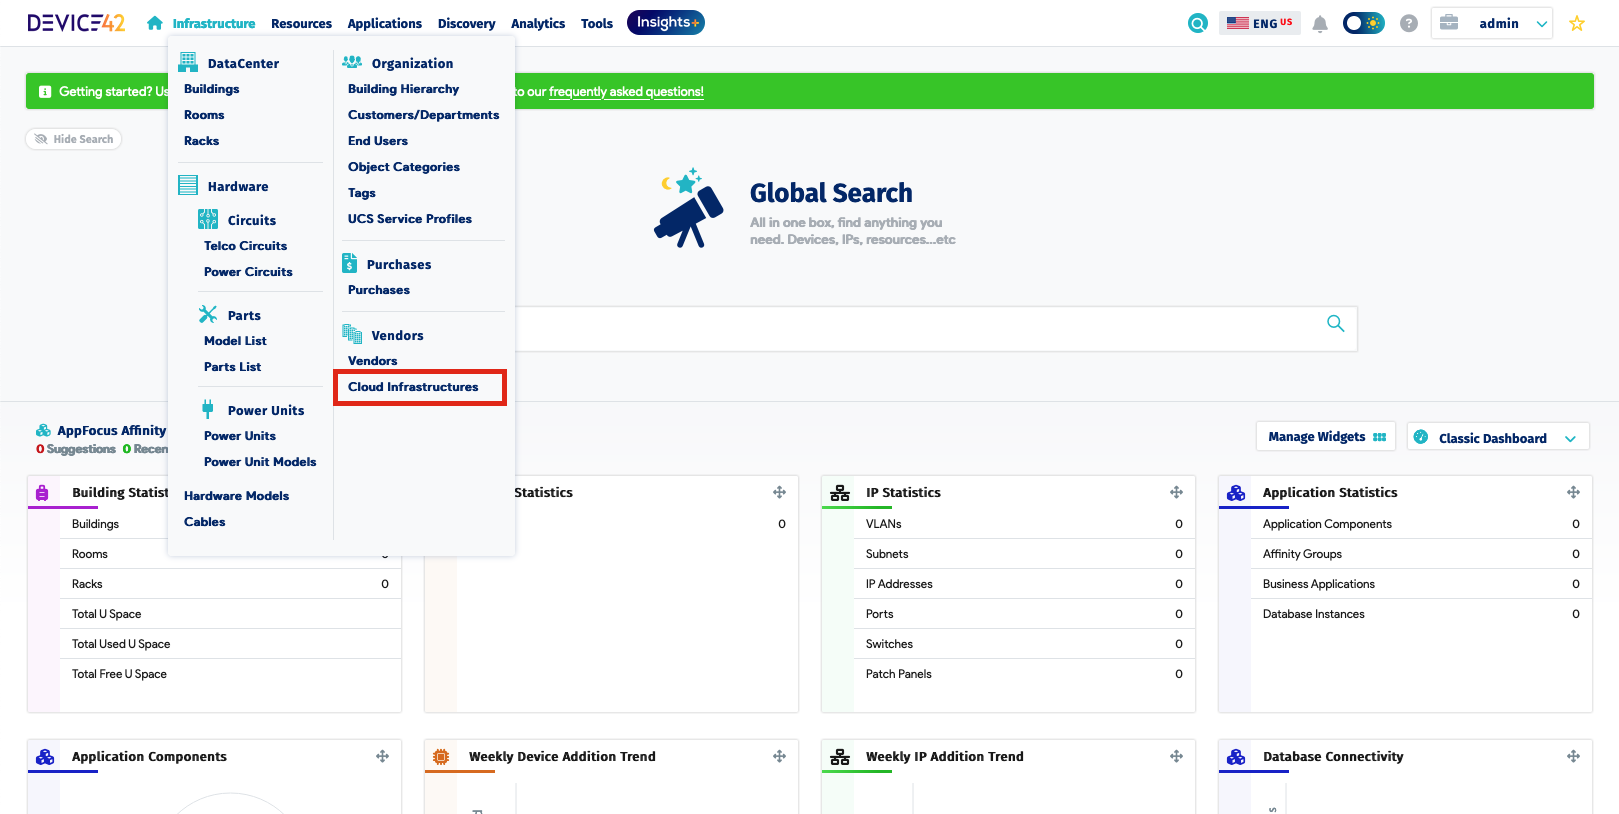 DEVICE42
Infrastructure Resources Applications Discovery Analytics Tools Insights+
ENG US
admin
DataCenter
Buildings
Rooms
Racks
Hardware
Circuits
Telco Circuits
Power Circuits
Parts
Model List
Parts List
Power Units
Power Units
Power Unit Models
Hardware Models
Cables
Organization
Building Hierarchy
Customers/Departments
End Users
Object Categories
Tags
UCS Service Profiles
Purchases
Purchases
Vendors
Vendors
Cloud Infrastructures
Getting started? Us
to our frequently asked questions!
Hide Search
Global Search
All in one box, find anything you
need. Devices, IPs, resources...etc
AppFocus Affinity
0 Suggestions 0 Recen
Manage Widgets
Classic Dashboard
Building Statist
Buildings
Rooms
Racks 0
Total U Space
Total Used U Space
Total Free U Space
Statistics
0
IP Statistics
VLANs 0
Subnets 0
IP Addresses 0
Ports 0
Switches 0
Patch Panels 0
Application Statistics
Application Components 0
Affinity Groups 0
Business Applications 0
Database Instances 0
Application Components
Weekly Device Addition Trend
Weekly IP Addition Trend
Database Connectivity